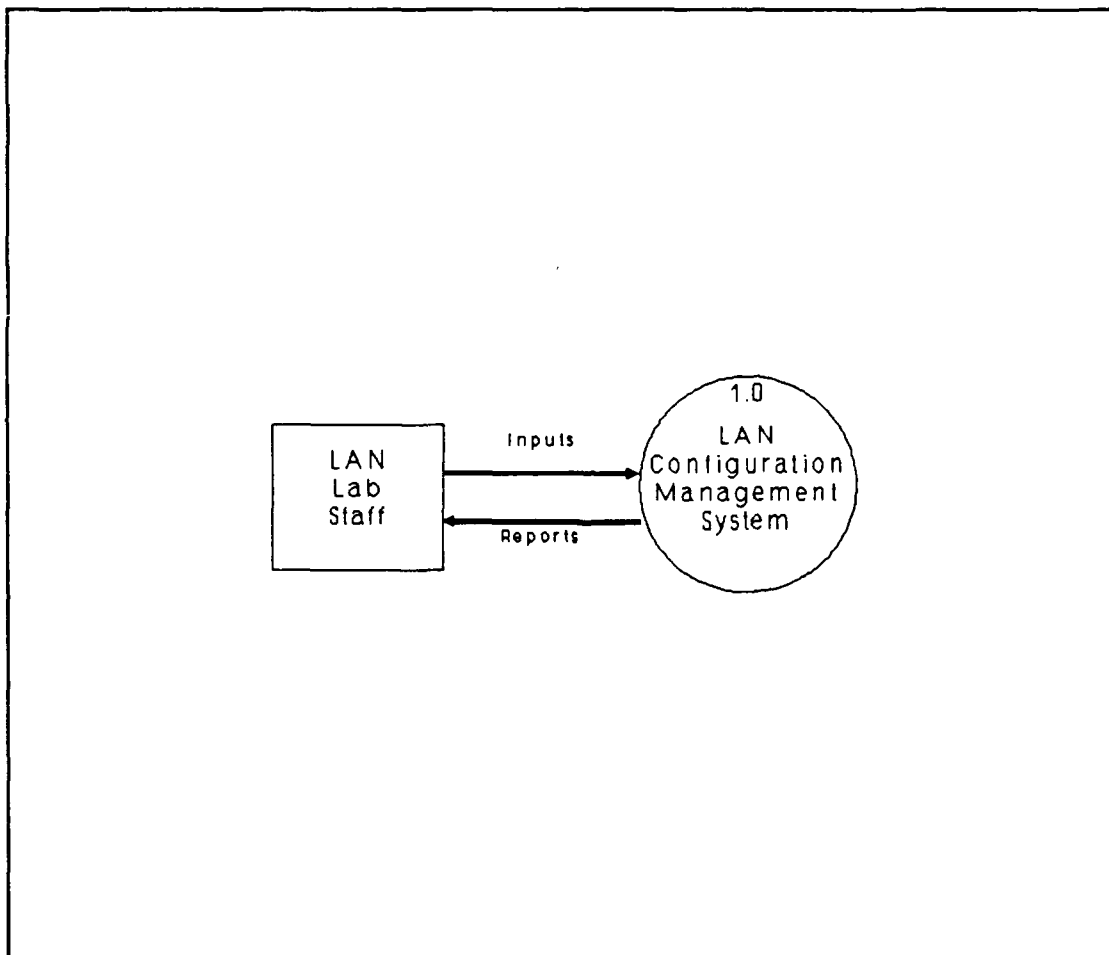 LAN
Lab
Staff
Inputs
Reports
1.0
LAN
Configuration
Management
System